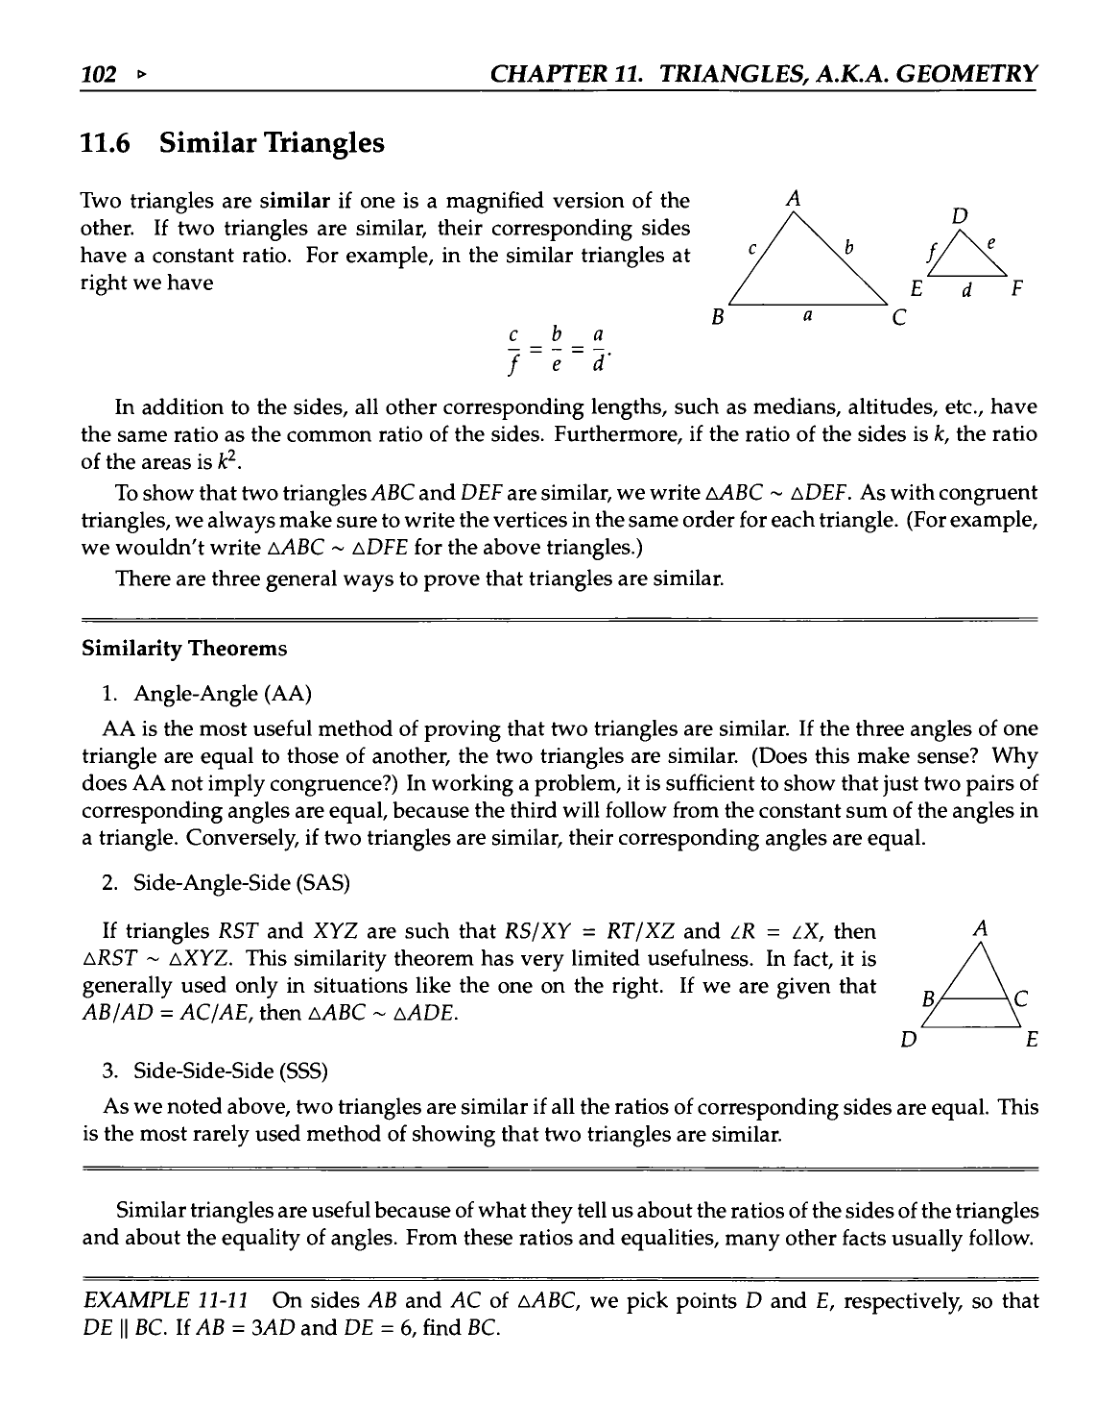 102 ▹ CHAPTER 11. TRIANGLES, A.K.A. GEOMETRY
11.6 Similar Triangles
Two triangles are similar if one is a magnified version of the
other. If two triangles are similar, their corresponding sides
have a constant ratio. For example, in the similar triangles at
right we have
A
c b
B a C
D
f e
E d F
c/f = b/e = a/d.
In addition to the sides, all other corresponding lengths, such as medians, altitudes, etc., have
the same ratio as the common ratio of the sides. Furthermore, if the ratio of the sides is k, the ratio
of the areas is k².
To show that two triangles ABC and DEF are similar, we write △ABC ~ △DEF. As with congruent
triangles, we always make sure to write the vertices in the same order for each triangle. (For example,
we wouldn't write △ABC ~ △DFE for the above triangles.)
There are three general ways to prove that triangles are similar.
Similarity Theorems
1. Angle-Angle (AA)
AA is the most useful method of proving that two triangles are similar. If the three angles of one
triangle are equal to those of another, the two triangles are similar. (Does this make sense? Why
does AA not imply congruence?) In working a problem, it is sufficient to show that just two pairs of
corresponding angles are equal, because the third will follow from the constant sum of the angles in
a triangle. Conversely, if two triangles are similar, their corresponding angles are equal.
2. Side-Angle-Side (SAS)
If triangles RST and XYZ are such that RS/XY = RT/XZ and ∠R = ∠X, then
△RST ~ △XYZ. This similarity theorem has very limited usefulness. In fact, it is
generally used only in situations like the one on the right. If we are given that
AB/AD = AC/AE, then △ABC ~ △ADE.
A
B C
D E
3. Side-Side-Side (SSS)
As we noted above, two triangles are similar if all the ratios of corresponding sides are equal. This
is the most rarely used method of showing that two triangles are similar.
Similar triangles are useful because of what they tell us about the ratios of the sides of the triangles
and about the equality of angles. From these ratios and equalities, many other facts usually follow.
EXAMPLE 11-11 On sides AB and AC of △ABC, we pick points D and E, respectively, so that
DE ∥ BC. If AB = 3AD and DE = 6, find BC.